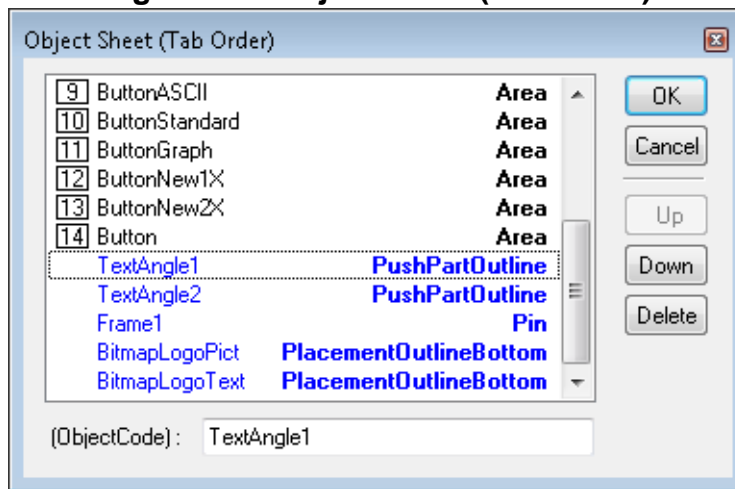 Object Sheet (Tab Order)
9 ButtonASCII Area
10 ButtonStandard Area
11 ButtonGraph Area
12 ButtonNew1X Area
13 ButtonNew2X Area
14 Button Area
TextAngle1 PushPartOutline
TextAngle2 PushPartOutline
Frame1 Pin
BitmapLogoPict PlacementOutlineBottom
BitmapLogoText PlacementOutlineBottom
OK
Cancel
Up
Down
Delete
(ObjectCode) : TextAngle1